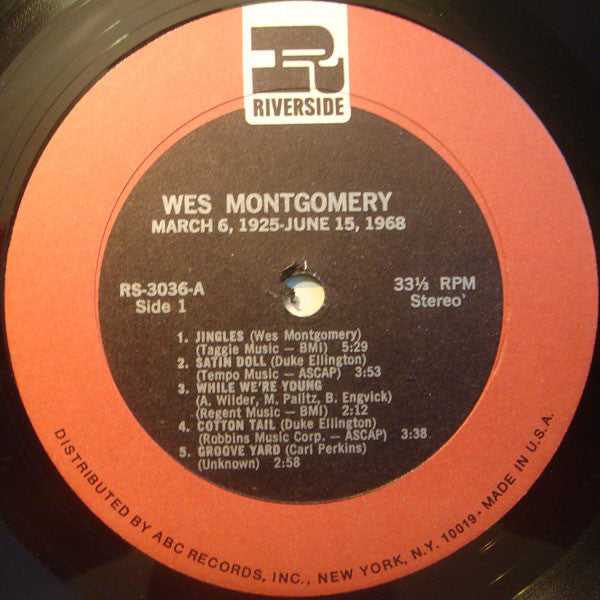 R
RIVERSIDE
WES MONTGOMERY
MARCH 6, 1925-JUNE 15, 1968
RS-3036-A
Side 1
33⅓ RPM
Stereo
1. JINGLES (Wes Montgomery)
(Taggie Music — BMI) 5:29
2. SATIN DOLL (Duke Ellington)
(Tempo Music — ASCAP) 3:53
3. WHILE WE'RE YOUNG
(A. Wilder, M. Palitz, B. Engvick)
(Regent Music — BMI) 2:12
4. COTTON TAIL (Duke Ellington)
(Robbins Music Corp. — ASCAP) 3:38
5. GROOVE YARD (Carl Perkins)
(Unknown) 2:58
DISTRIBUTED BY ABC RECORDS, INC., NEW YORK, N.Y. 10019 - MADE IN U.S.A.